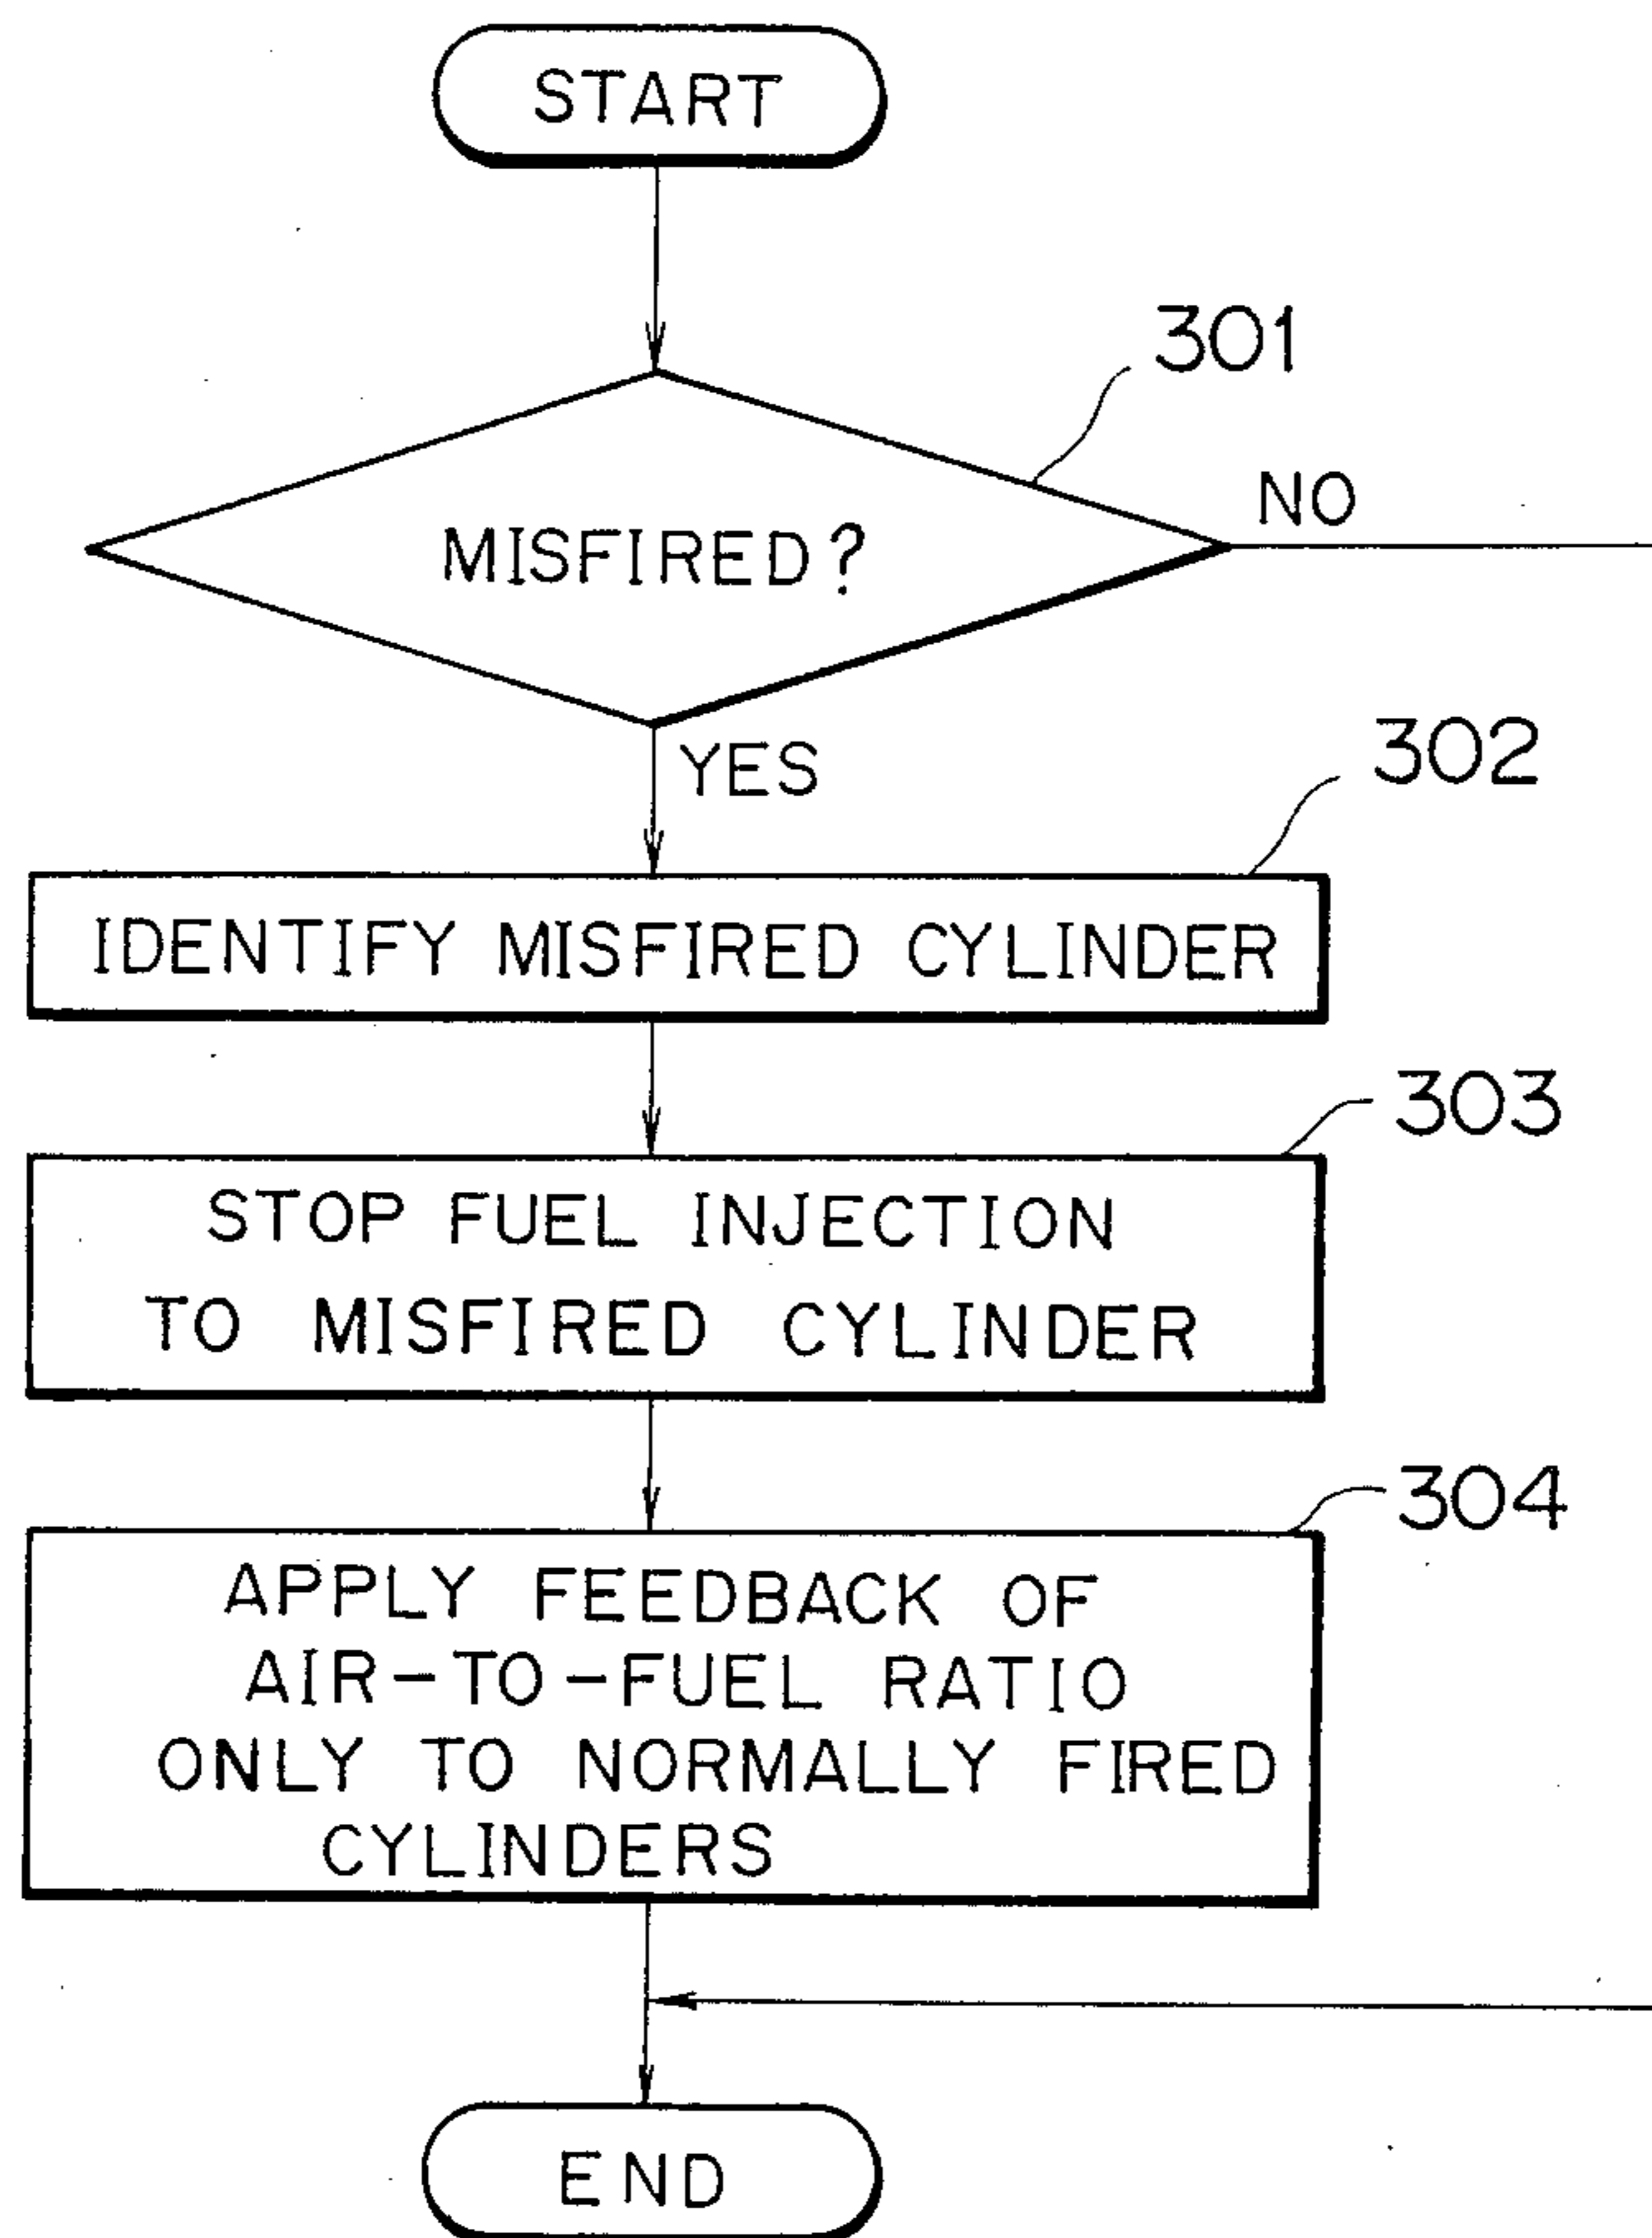 START
301
MISFIRED?
NO
YES
302
IDENTIFY MISFIRED CYLINDER
303
STOP FUEL INJECTION
TO MISFIRED CYLINDER
304
APPLY FEEDBACK OF
AIR-TO-FUEL RATIO
ONLY TO NORMALLY FIRED
CYLINDERS
END